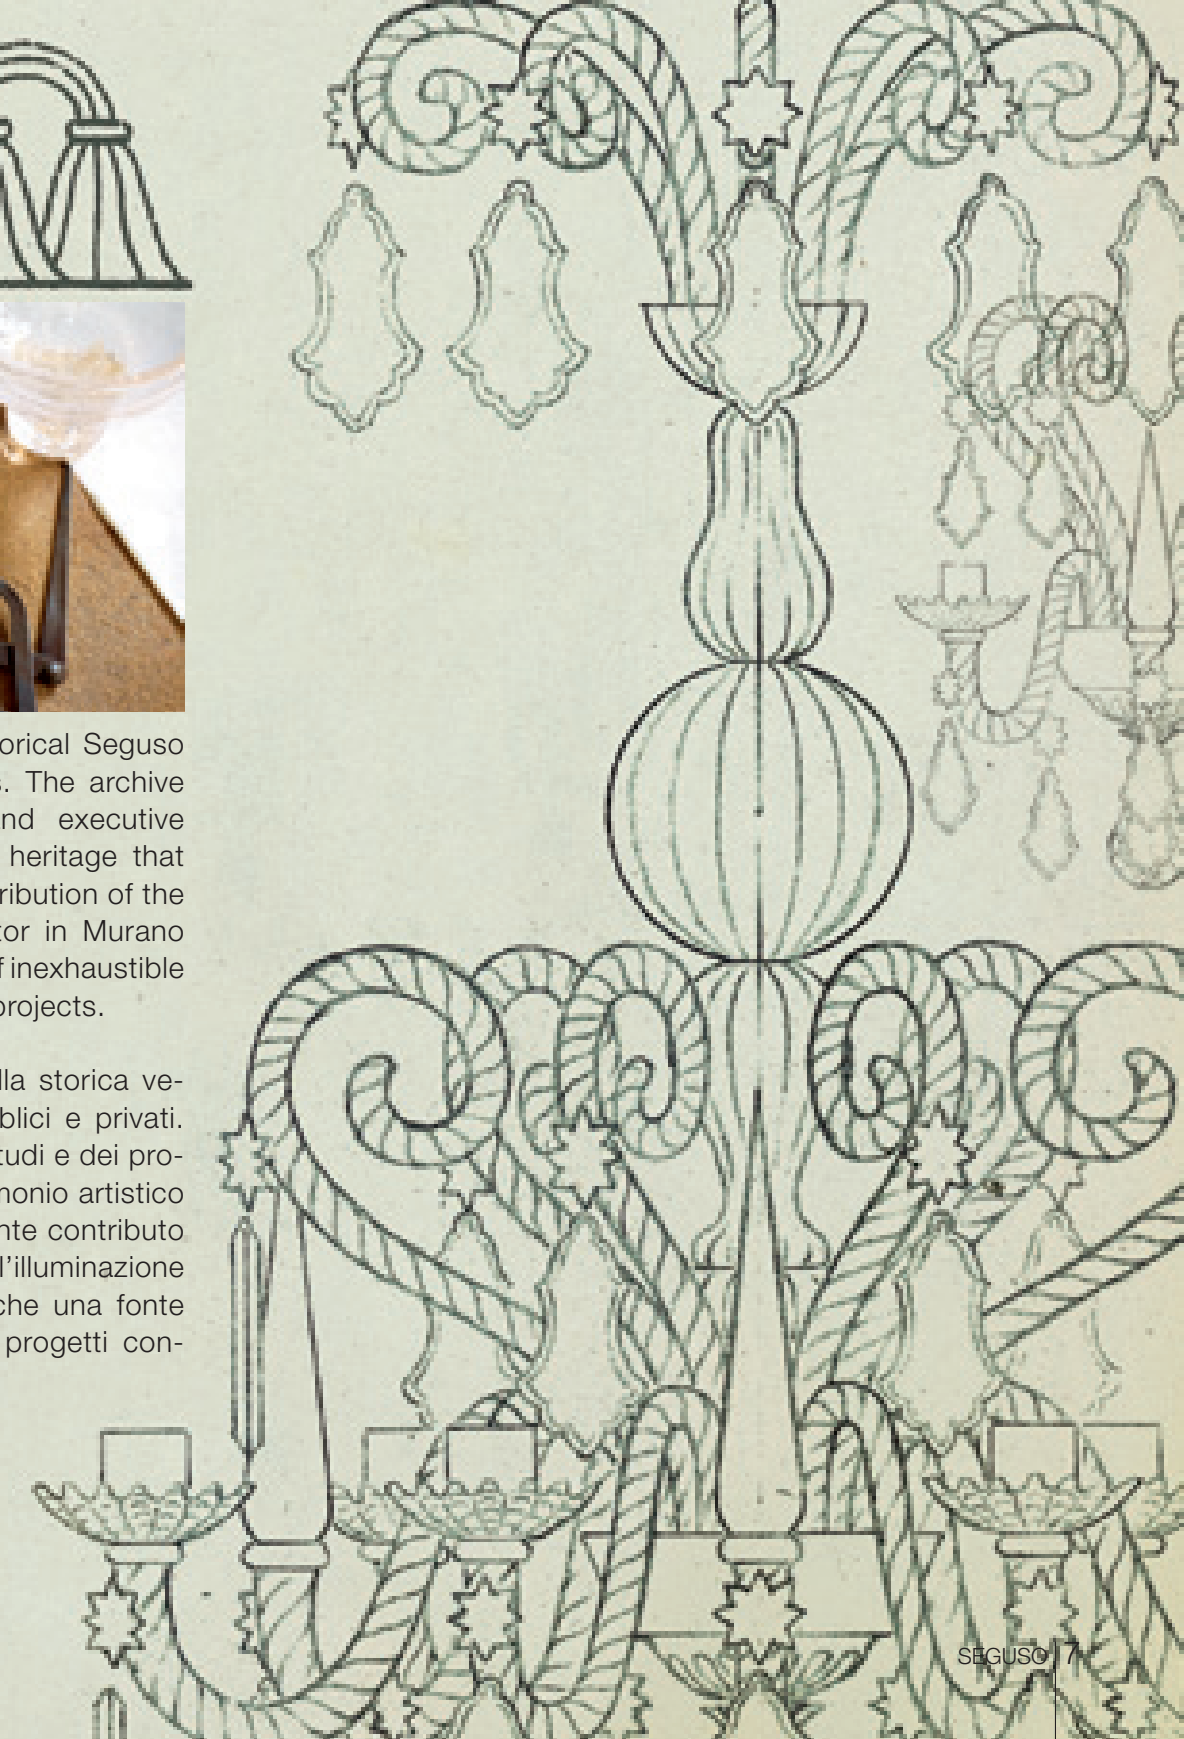 orical Seguso
s. The archive
nd executive
heritage that
ribution of the
tor in Murano
f inexhaustible
projects.
lla storica ve-
blici e privati.
tudi e dei pro-
monio artistico
nte contributo
l'illuminazione
che una fonte
progetti con-
SEGUSO | 7